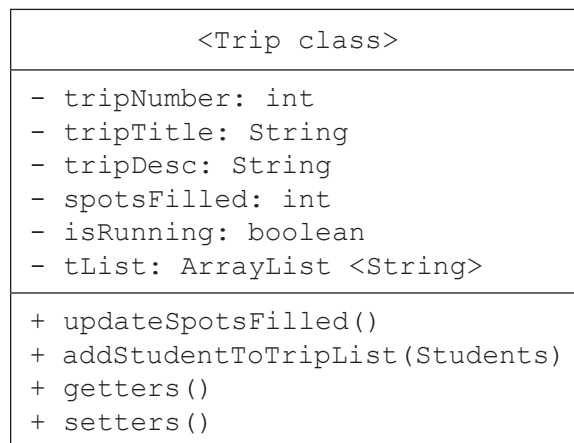 <Trip class>
- tripNumber: int
- tripTitle: String
- tripDesc: String
- spotsFilled: int
- isRunning: boolean
- tList: ArrayList <String>
+ updateSpotsFilled()
+ addStudentToTripList(Students)
+ getters()
+ setters()